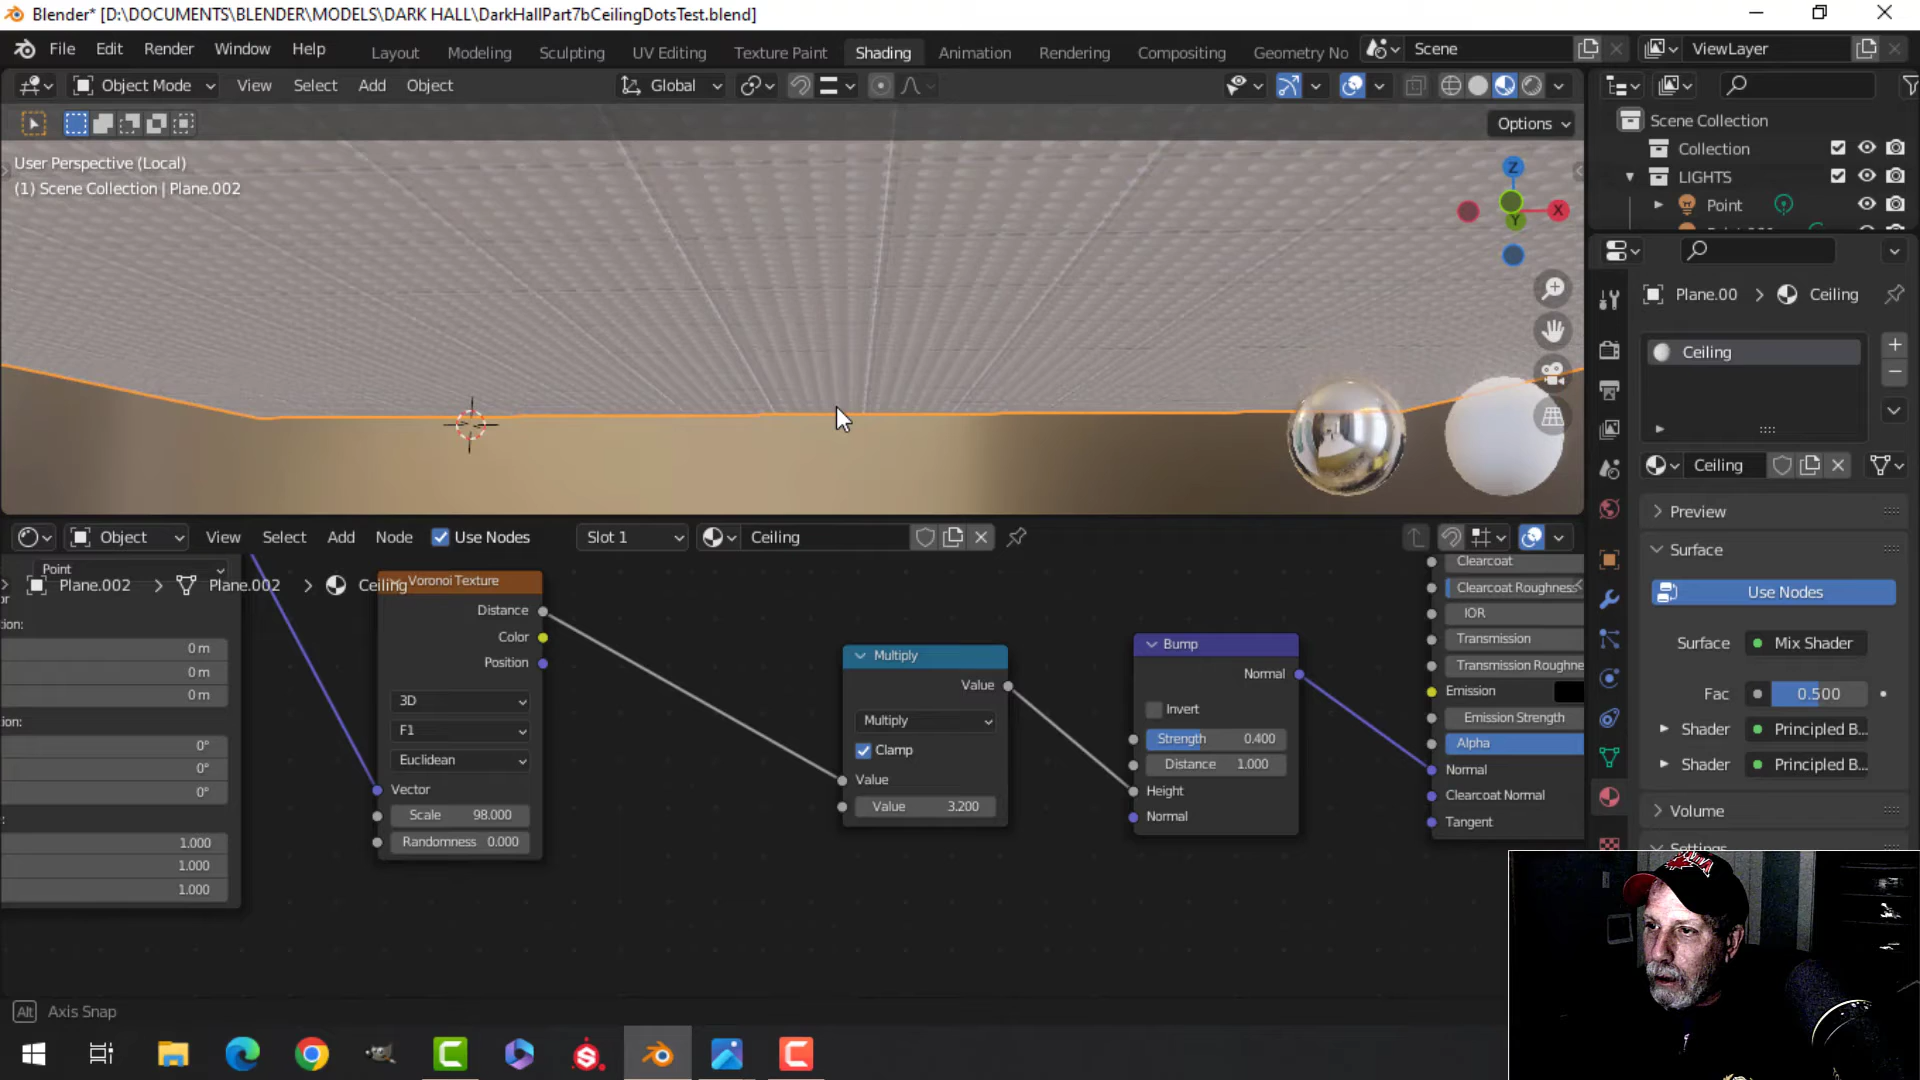 Blender* [D:\DOCUMENTS\BLENDER\MODELS\DARK HALL\DarkHallPart7bCeilingDotsTest.blend]
File Edit Render Window Help Layout Modeling Sculpting UV Editing Texture Paint Shading Animation Rendering Compositing Geometry No Scene ViewLayer
Object Mode View Select Add Object Global
Options
User Perspective (Local)
(1) Scene Collection | Plane.002
Z
X
Y
Scene Collection
Collection
LIGHTS
Point
Plane.00 > Ceiling
Ceiling
Ceiling
Preview
Surface
Use Nodes
Surface Mix Shader
Fac 0.500
Shader Principled B...
Shader Principled B...
Volume
Settings
Object View Select Add Node Use Nodes Slot 1 Ceiling
Point
Plane.002 > Plane.002 > Ceiling
on:
0 m
0 m
0 m
ion:
0°
0°
0°
1.000
1.000
1.000
Voronoi Texture
Distance
Color
Position
3D
F1
Euclidean
Vector
Scale 98.000
Randomness 0.000
Multiply
Value
Multiply
Clamp
Value
Value 3.200
Bump
Normal
Invert
Strength 0.400
Distance 1.000
Height
Normal
Clearcoat
Clearcoat Roughness
IOR
Transmission
Transmission Roughne
Emission
Emission Strength
Alpha
Normal
Clearcoat Normal
Tangent
Alt Axis Snap